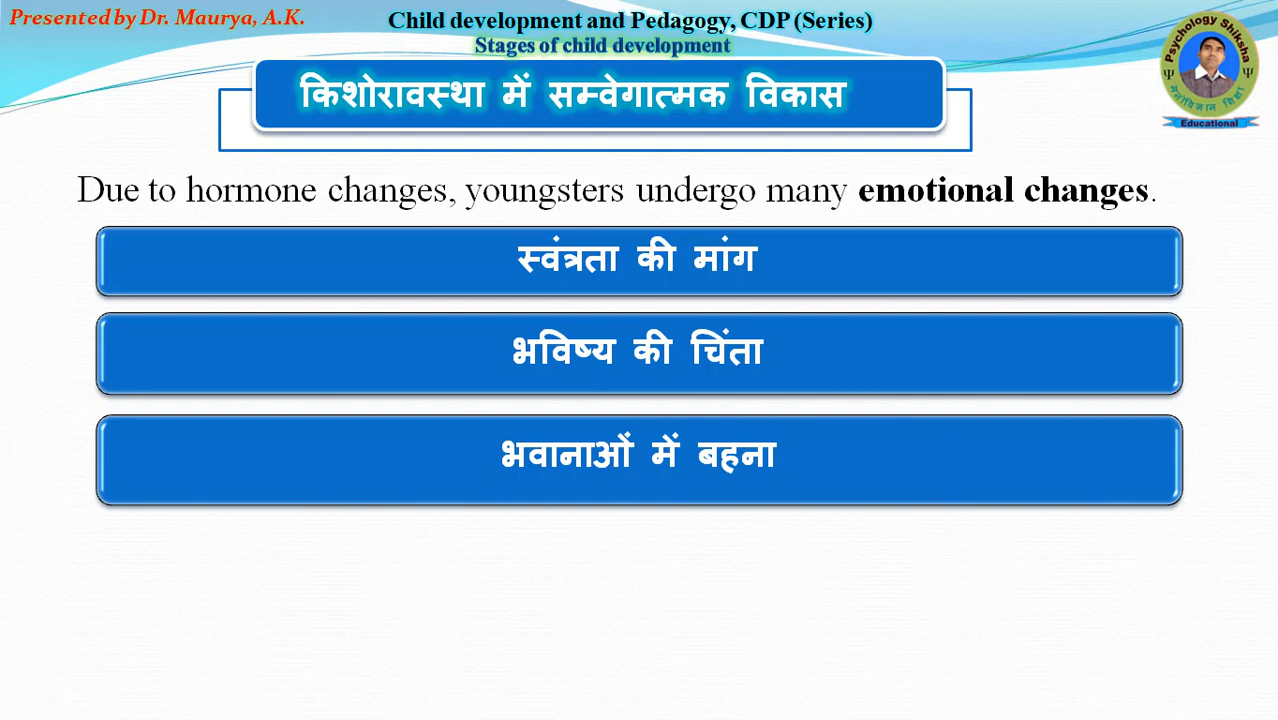 Presented by Dr. Maurya, A.K.
Child development and Pedagogy, CDP (Series)
Stages of child development
Psychology Shiksha
मनोविज्ञान शिक्षा
Educational
किशोरावस्था में सम्वेगात्मक विकास
Due to hormone changes, youngsters undergo many emotional changes.
स्वंत्रता की मांग
भविष्य की चिंता
भवानाओं में बहना